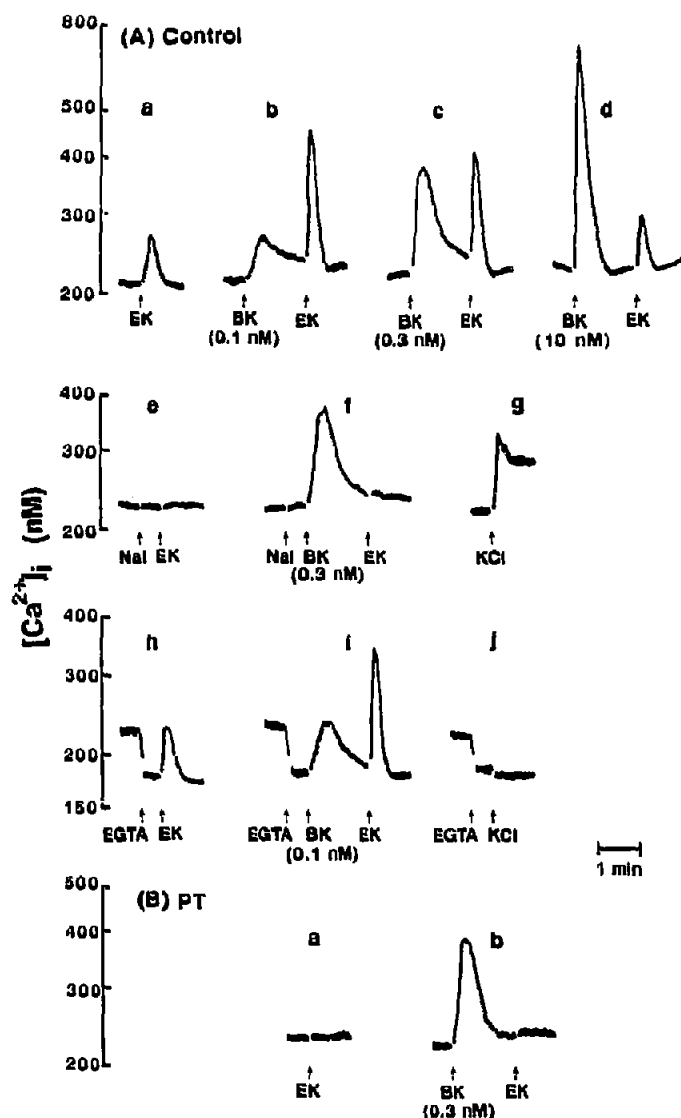 800
(A) Control
500
a b c d
400
300
200
EK BK EK BK EK BK EK
(0.1 nM) (0.3 nM) (10 nM)
400
e f g
300
200
Nal EK Nal BK EK KCl
(0.3 nM)
[Ca2+]i (nM)
400
h i j
300
200
150
EGTA EK EGTA BK EK EGTA KCl
(0.1 nM)
1 min
500
(B) PT
400
a b
300
200
EK BK EK
(0.3 nM)